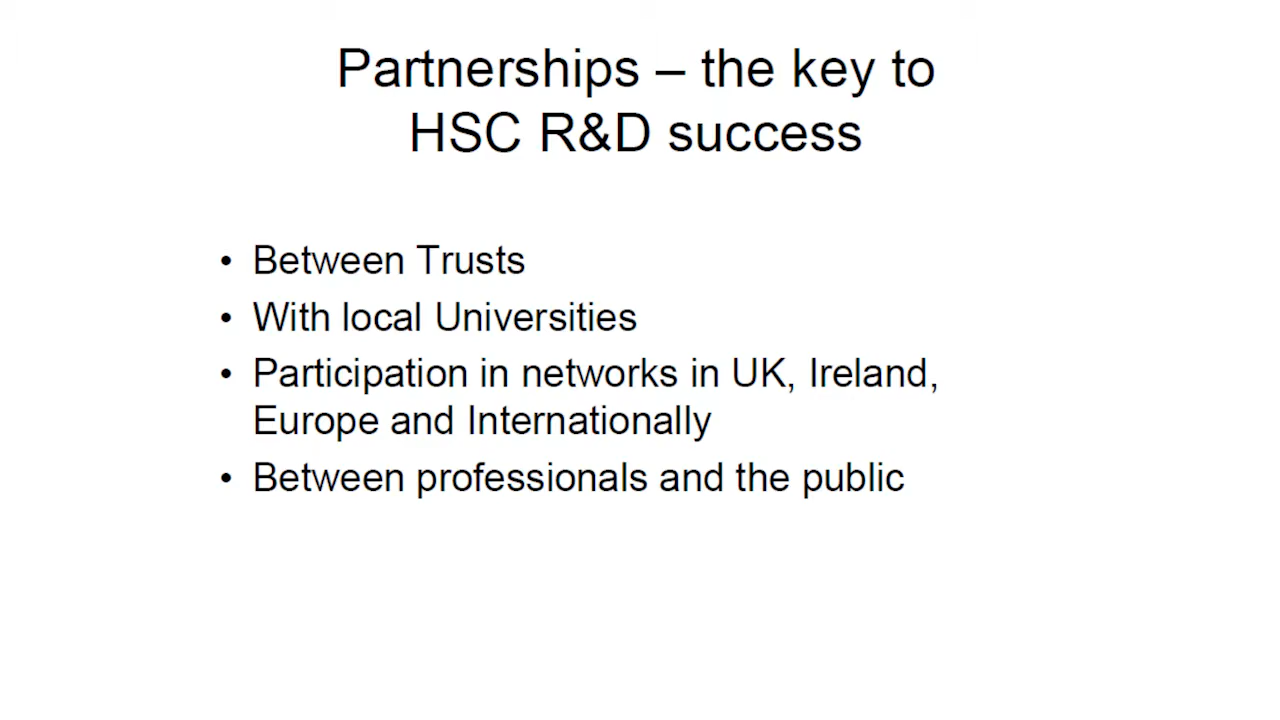 Partnerships – the key to
HSC R&D success
• Between Trusts
• With local Universities
• Participation in networks in UK, Ireland,
Europe and Internationally
• Between professionals and the public